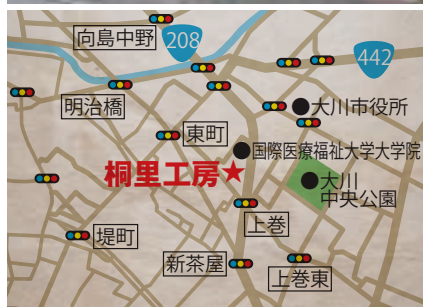 向島中野
208
442
明治橋
大川市役所
東町
国際医療福祉大学大学院
桐里工房
大川
中央公園
上巻
堤町
新茶屋
上巻東